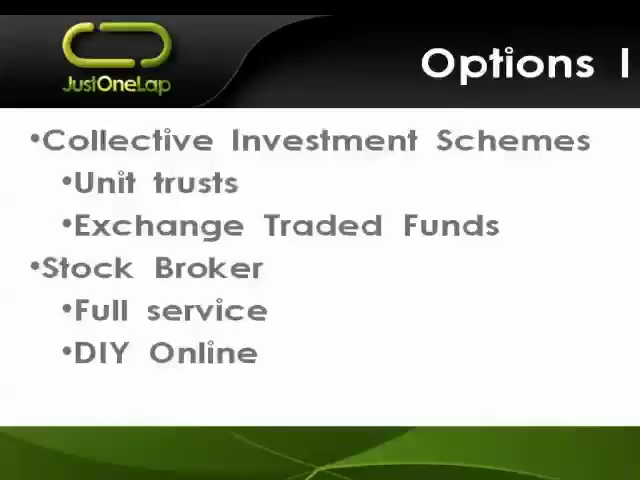 JustOneLap
Options I
•Collective Investment Schemes
•Unit trusts
•Exchange Traded Funds
•Stock Broker
•Full service
•DIY Online